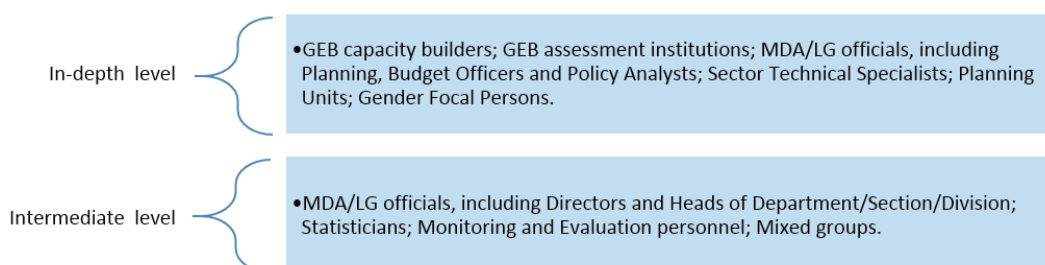 In-depth level
•GEB capacity builders; GEB assessment institutions; MDA/LG officials, including
Planning, Budget Officers and Policy Analysts; Sector Technical Specialists; Planning
Units; Gender Focal Persons.
Intermediate level
•MDA/LG officials, including Directors and Heads of Department/Section/Division;
Statisticians; Monitoring and Evaluation personnel; Mixed groups.